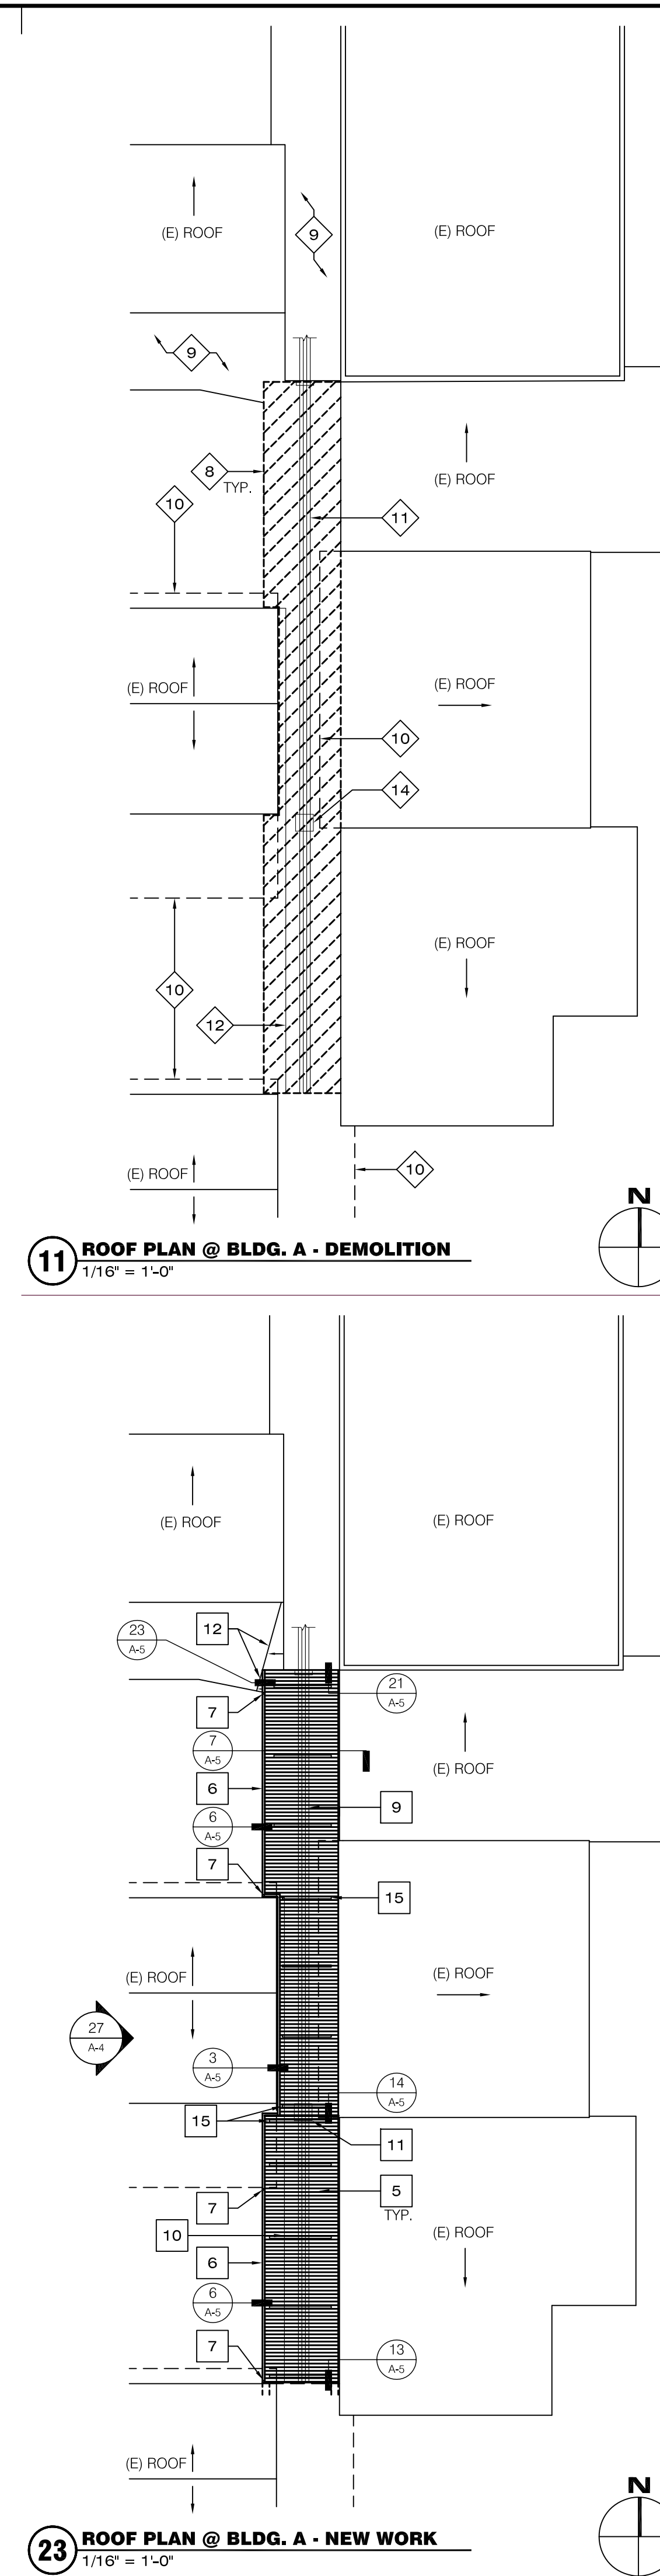 (E) ROOF
9
(E) ROOF
9
8
TYP.
(E) ROOF
10
11
(E) ROOF
(E) ROOF
10
14
(E) ROOF
10
12
(E) ROOF
10
N
11
ROOF PLAN @ BLDG. A - DEMOLITION
1/16" = 1'-0"
(E) ROOF
(E) ROOF
12
23
A-5
21
A-5
7
7
A-5
(E) ROOF
6
9
6
A-5
7
15
(E) ROOF
(E) ROOF
27
A-4
3
A-5
14
A-5
15
11
5
TYP.
7
10
(E) ROOF
6
6
A-5
7
13
A-5
(E) ROOF
N
23
ROOF PLAN @ BLDG. A - NEW WORK
1/16" = 1'-0"